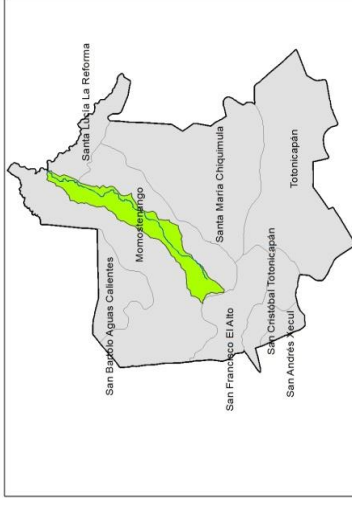 Santa Lucía La Reforma
Momostenango
San Bartolo Aguas Calientes
Santa María Chiquimula
San Francisco El Alto
Totonicapán
San Cristóbal Totonicapán
San Andrés Xecul